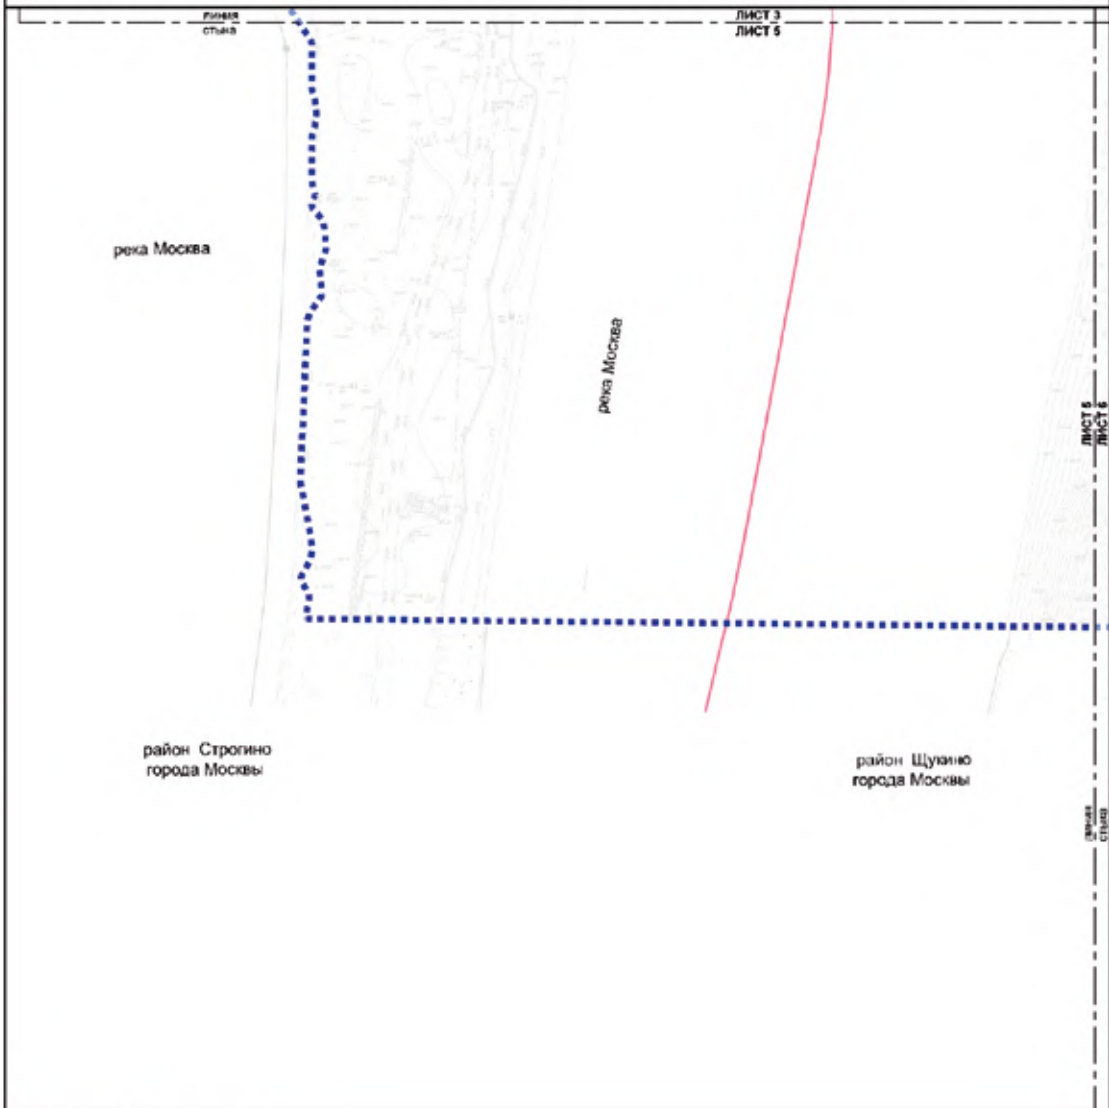 линия
стыка
ЛИСТ 3
ЛИСТ 5
река Москва
река Москва
ЛИСТ 5
ЛИСТ 6
район Строгино
города Москвы
район Щукино
города Москвы
линия
стыка